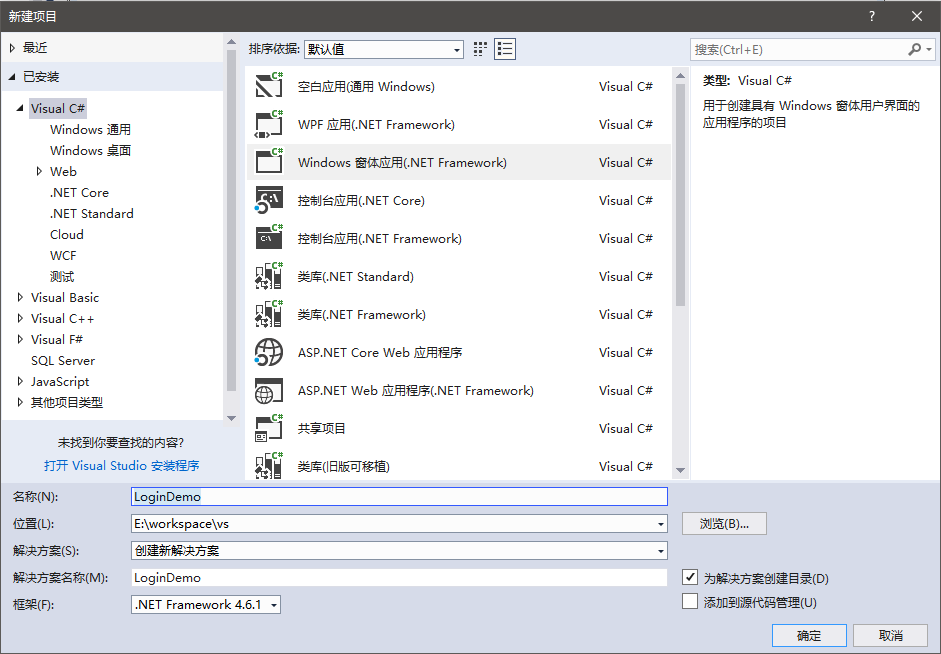 新建项目
?
最近
已安装
Visual C#
Windows 通用
Windows 桌面
Web
.NET Core
.NET Standard
Cloud
WCF
测试
Visual Basic
Visual C++
Visual F#
SQL Server
JavaScript
其他项目类型
未找到你要查找的内容?
打开 Visual Studio 安装程序
排序依据: 默认值
空白应用(通用 Windows) Visual C#
WPF 应用(.NET Framework) Visual C#
Windows 窗体应用(.NET Framework) Visual C#
控制台应用(.NET Core) Visual C#
控制台应用(.NET Framework) Visual C#
类库(.NET Standard) Visual C#
类库(.NET Framework) Visual C#
ASP.NET Core Web 应用程序 Visual C#
ASP.NET Web 应用程序(.NET Framework) Visual C#
共享项目 Visual C#
类库(旧版可移植) Visual C#
搜索(Ctrl+E)
类型: Visual C#
用于创建具有 Windows 窗体用户界面的
应用程序的项目
名称(N): LoginDemo
位置(L): E:\workspace\vs 浏览(B)...
解决方案(S): 创建新解决方案
解决方案名称(M): LoginDemo 为解决方案创建目录(D)
框架(F): .NET Framework 4.6.1 添加到源代码管理(U)
确定 取消